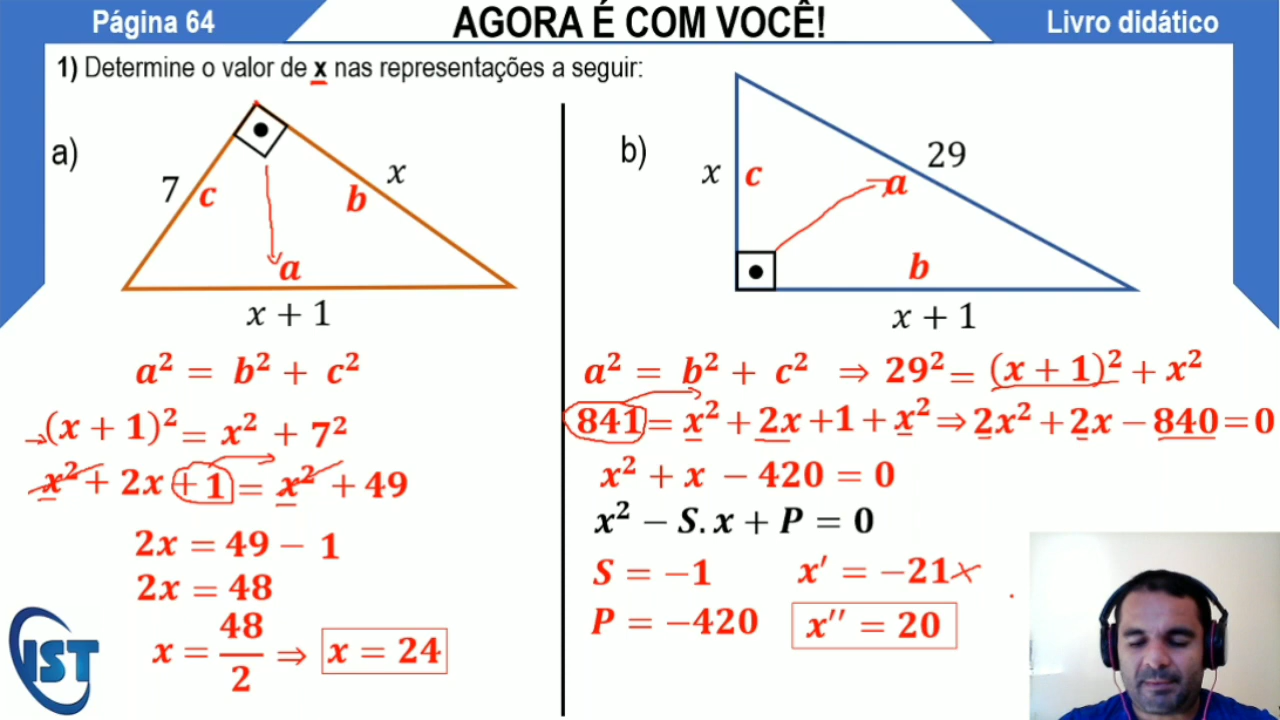 Página 64
AGORA É COM VOCÊ!
Livro didático
1) Determine o valor de x nas representações a seguir:
a)
7
c
x
b
a
x + 1
a² = b² + c²
(x + 1)² = x² + 7²
x² + 2x + 1 = x² + 49
2x = 49 − 1
2x = 48
x = 48/2 ⇒ x = 24
b)
x
c
29
a
b
x + 1
a² = b² + c² ⇒ 29² = (x + 1)² + x²
841 = x² + 2x + 1 + x² ⇒ 2x² + 2x − 840 = 0
x² + x − 420 = 0
x² − S. x + P = 0
S = −1
x′ = −21
P = −420
x′′ = 20
IST